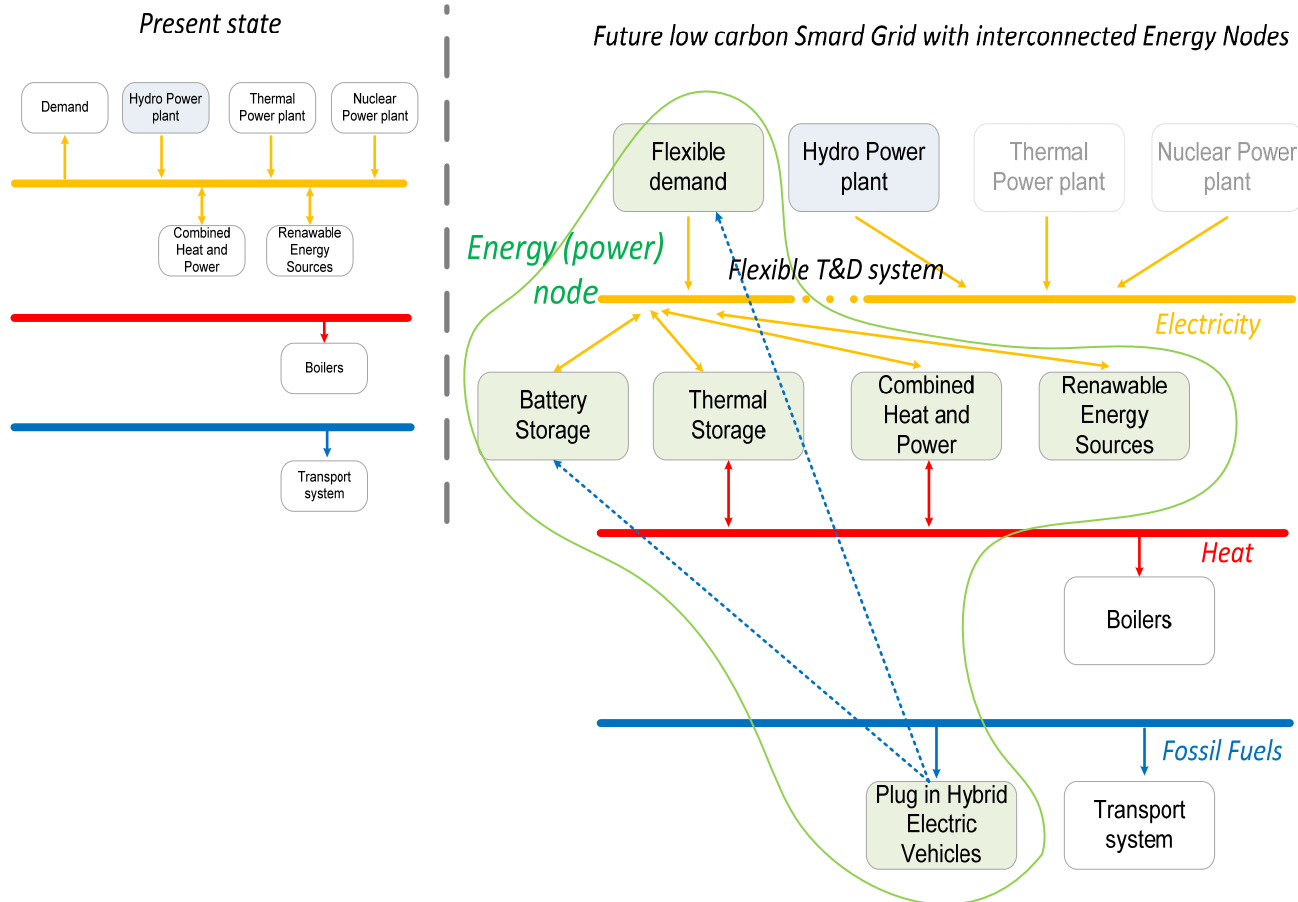 Present state
Demand
Hydro Power
plant
Thermal
Power plant
Nuclear
Power plant
Combined
Heat and
Power
Renawable
Energy
Sources
Boilers
Transport
system
Future low carbon Smard Grid with interconnected Energy Nodes
Flexible
demand
Hydro Power
plant
Thermal
Power plant
Nuclear Power
plant
Energy (power)
node
Flexible T&D system
Electricity
Battery
Storage
Thermal
Storage
Combined
Heat and
Power
Renawable
Energy
Sources
Heat
Boilers
Fossil Fuels
Plug in Hybrid
Electric
Vehicles
Transport
system